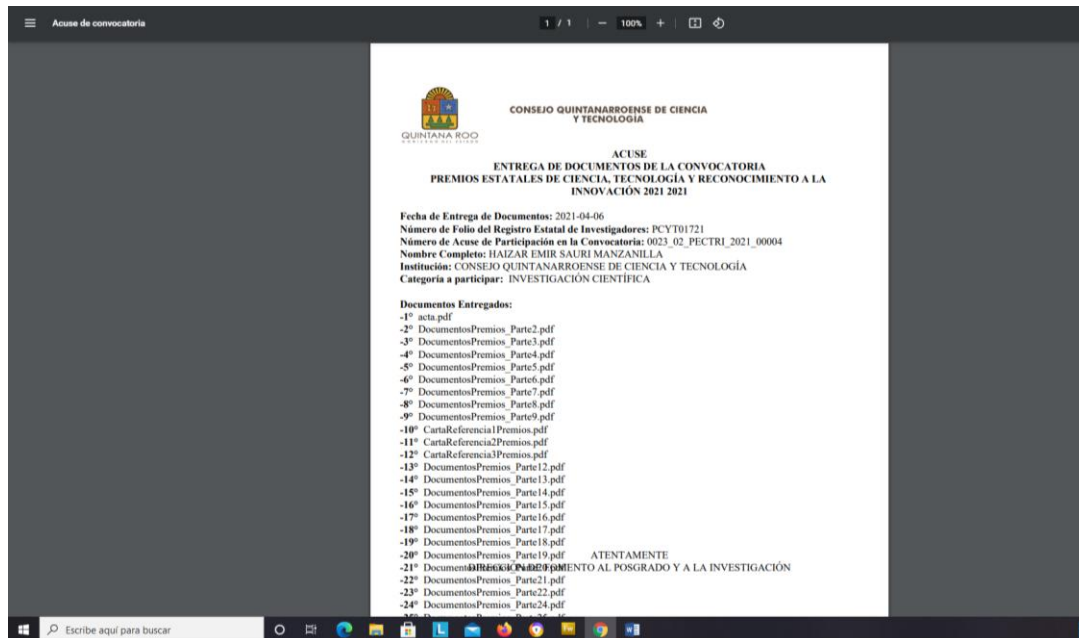 Acuse de convocatoria
1 / 1
100%
QUINTANA ROO
CONSEJO QUINTANARROENSE DE CIENCIA
Y TECNOLOGÍA
ACUSE
ENTREGA DE DOCUMENTOS DE LA CONVOCATORIA
PREMIOS ESTATALES DE CIENCIA, TECNOLOGÍA Y RECONOCIMIENTO A LA
INNOVACIÓN 2021 2021
Fecha de Entrega de Documentos: 2021-04-06
Número de Folio del Registro Estatal de Investigadores: PCYT01721
Número de Acuse de Participación en la Convocatoria: 0023_02_PECTRI_2021_00004
Nombre Completo: HAIZAR EMIR SAURI MANZANILLA
Institución: CONSEJO QUINTANARROENSE DE CIENCIA Y TECNOLOGÍA
Categoría a participar: INVESTIGACIÓN CIENTÍFICA
Documentos Entregados:
-1° acta.pdf
-2° DocumentosPremios_Parte2.pdf
-3° DocumentosPremios_Parte3.pdf
-4° DocumentosPremios_Parte4.pdf
-5° DocumentosPremios_Parte5.pdf
-6° DocumentosPremios_Parte6.pdf
-7° DocumentosPremios_Parte7.pdf
-8° DocumentosPremios_Parte8.pdf
-9° DocumentosPremios_Parte9.pdf
-10° CartaReferencia1Premios.pdf
-11° CartaReferencia2Premios.pdf
-12° CartaReferencia3Premios.pdf
-13° DocumentosPremios_Parte12.pdf
-14° DocumentosPremios_Parte13.pdf
-15° DocumentosPremios_Parte14.pdf
-16° DocumentosPremios_Parte15.pdf
-17° DocumentosPremios_Parte16.pdf
-18° DocumentosPremios_Parte17.pdf
-19° DocumentosPremios_Parte18.pdf
-20° DocumentosPremios_Parte19.pdf
ATENTAMENTE
-21° DocumentosPremios_Parte20.pdf
DIRECCIÓN DE FOMENTO AL POSGRADO Y A LA INVESTIGACIÓN
-22° DocumentosPremios_Parte21.pdf
-23° DocumentosPremios_Parte22.pdf
-24° DocumentosPremios_Parte24.pdf
Escribe aquí para buscar